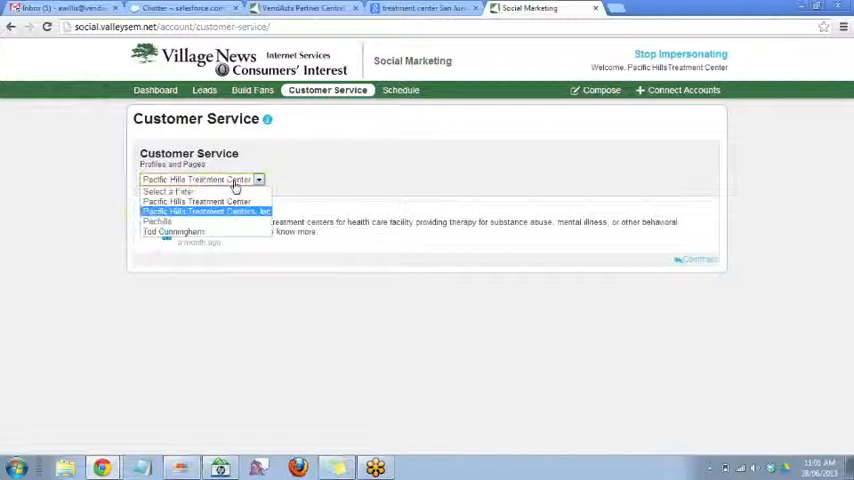 Inbox (6) - awillis@vend
Chatter ~ salesforce.com
VendAsta Partner Central
treatment center San Juan
Social Marketing
social.valleysem.net/account/customer-service/
Village News
Consumers' Interest
Internet Services
Social Marketing
Stop Impersonating
Welcome, Pacific Hills Treatment Center
Dashboard
Leads
Build Fans
Customer Service
Schedule
Compose
Connect Accounts
Customer Service
Customer Service
Profiles and Pages
Pacific Hills Treatment Center
Select a Filter
Pacific Hills Treatment Center
Pacific Hills Treatment Centers, Inc
Pachills
Tod Cunningham
treatment centers for health care facility providing therapy for substance abuse, mental illness, or other behavioral
know more.
a month ago
Comment
11:01 AM
28/06/2013